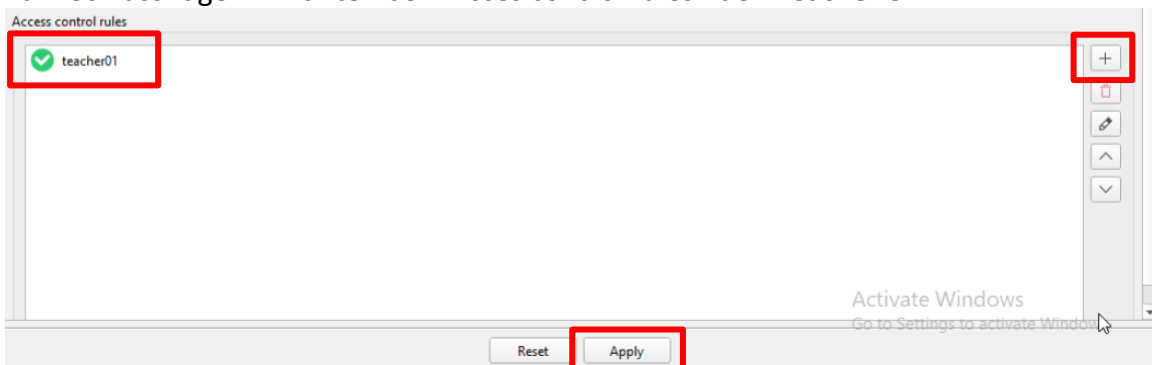 Access control rules
teacher01
Activate Windows
Go to Settings to activate Windows
Reset
Apply